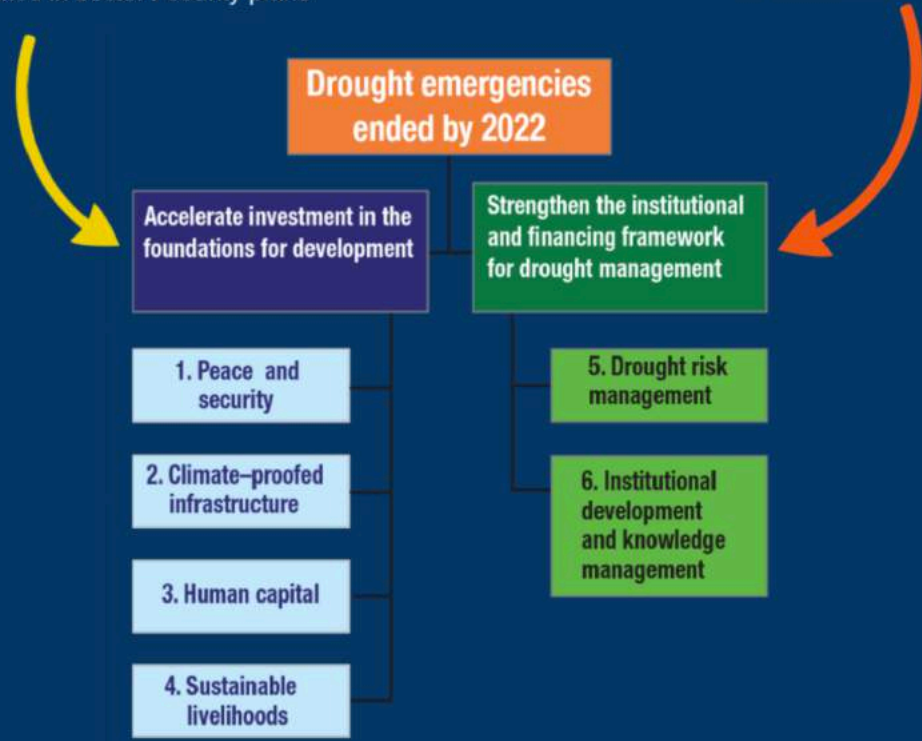 Drought emergencies
ended by 2022
Accelerate investment in the
foundations for development
Strengthen the institutional
and financing framework
for drought management
1. Peace and
security
2. Climate–proofed
infrastructure
3. Human capital
4. Sustainable
livelihoods
5. Drought risk
management
6. Institutional
development
and knowledge
management